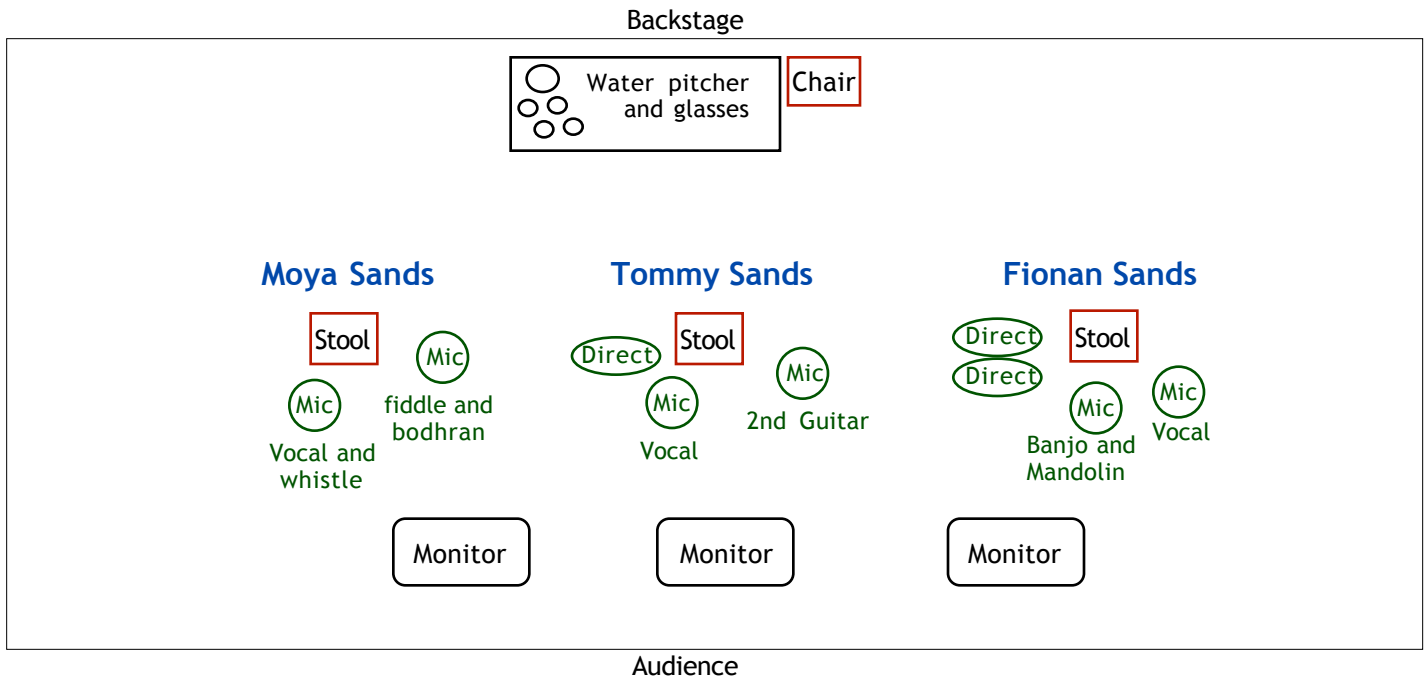 Backstage
Water pitcher
and glasses
Chair
Moya Sands
Tommy Sands
Fionan Sands
Stool
Mic
Mic
fiddle and
bodhran
Vocal and
whistle
Direct
Stool
Mic
Mic
Vocal
2nd Guitar
Direct
Direct
Stool
Mic
Mic
Banjo and
Mandolin
Vocal
Monitor
Monitor
Monitor
Audience